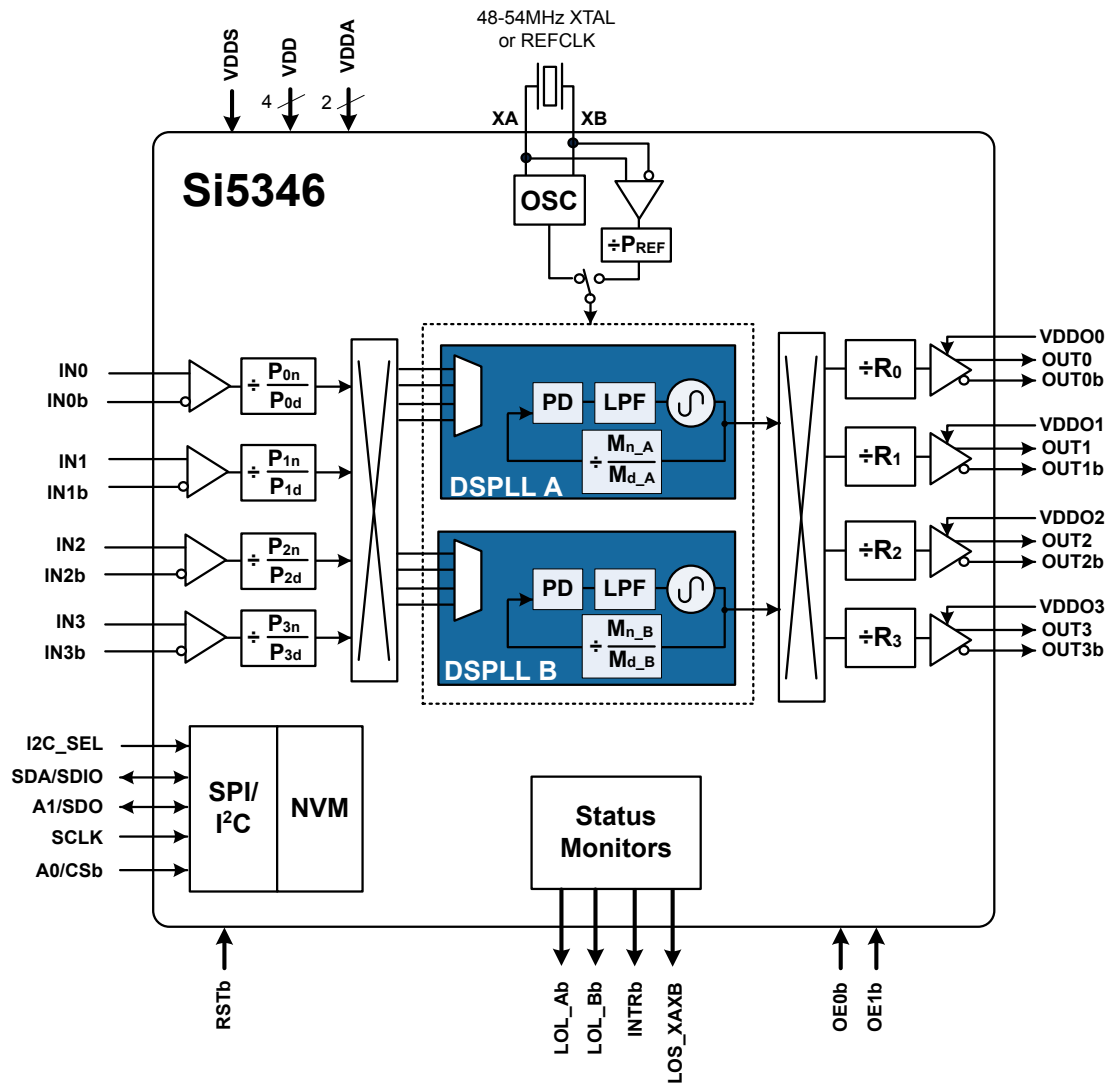 48-54MHz XTAL
or REFCLK
VDDS
VDD
VDDA
4
2
XA
XB
Si5346
OSC
÷PREF
IN0
IN0b
÷ P0n
P0d
IN1
IN1b
÷ P1n
P1d
IN2
IN2b
÷ P2n
P2d
IN3
IN3b
÷ P3n
P3d
PD
LPF
÷ Mn_A
Md_A
DSPLL A
PD
LPF
÷ Mn_B
Md_B
DSPLL B
÷R0
VDDO0
OUT0
OUT0b
÷R1
VDDO1
OUT1
OUT1b
÷R2
VDDO2
OUT2
OUT2b
÷R3
VDDO3
OUT3
OUT3b
I2C_SEL
SDA/SDIO
A1/SDO
SCLK
A0/CSb
SPI/
I²C
NVM
Status
Monitors
RSTb
LOL_Ab
LOL_Bb
INTRb
LOS_XAXB
OE0b
OE1b